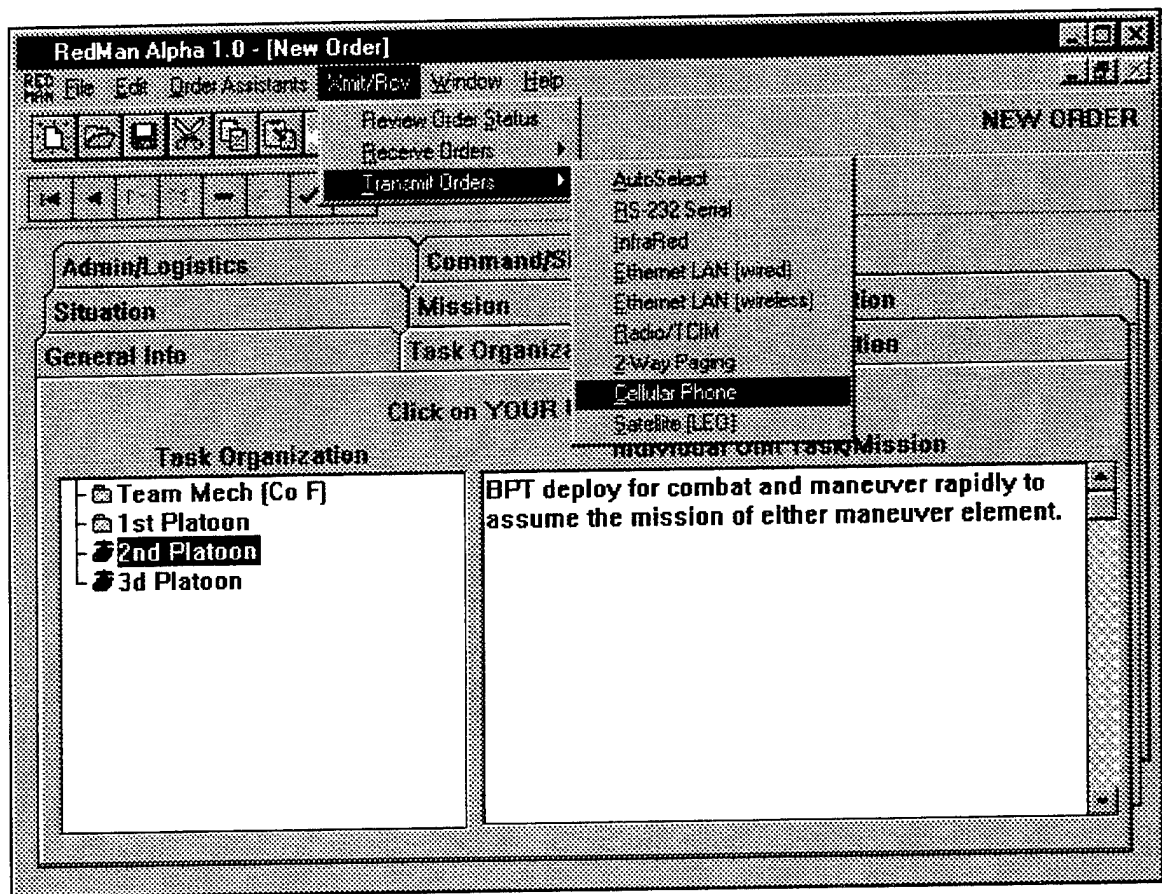 RedMan Alpha 1.0 - [New Order]
RED MAN File Edit Order Assistants Xmit/Rcv Window Help
Review Order Status
NEW ORDER
Receive Orders
Transmit Orders
AutoSelect
RS-232 Serial
InfraRed
Ethernet LAN (wired)
Ethernet LAN (wireless)
Radio/TCIM
2-Way Paging
Cellular Phone
Satellite (LEO)
Admin/Logistics
Situation
Mission
General Info
Click on YOUR
Task Organization
Task/Mission
Team Mech (Co F)
1st Platoon
2nd Platoon
3d Platoon
BPT deploy for combat and maneuver rapidly to
assume the mission of either maneuver element.